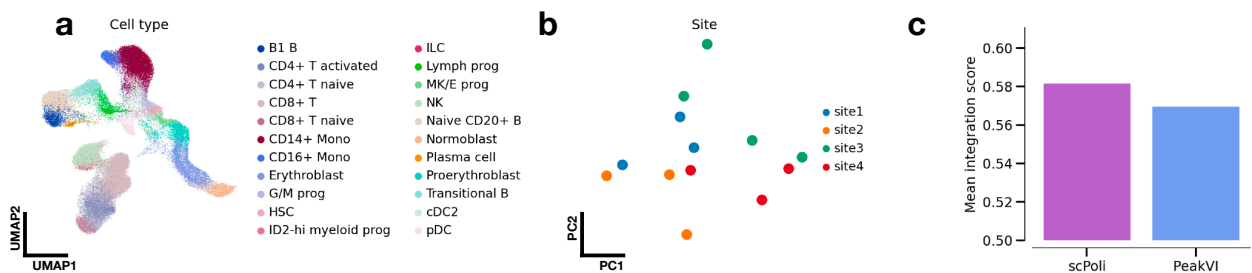 a
Cell type
B1 B
CD4+ T activated
CD4+ T naive
CD8+ T
CD8+ T naive
CD14+ Mono
CD16+ Mono
Erythroblast
G/M prog
HSC
ID2-hi myeloid prog
ILC
Lymph prog
MK/E prog
NK
Naive CD20+ B
Normoblast
Plasma cell
Proerythroblast
Transitional B
cDC2
pDC
UMAP2
UMAP1
b
Site
site1
site2
site3
site4
PC2
PC1
c
Mean integration score
0.60
0.58
0.56
0.54
0.52
0.50
scPoli
PeakVI